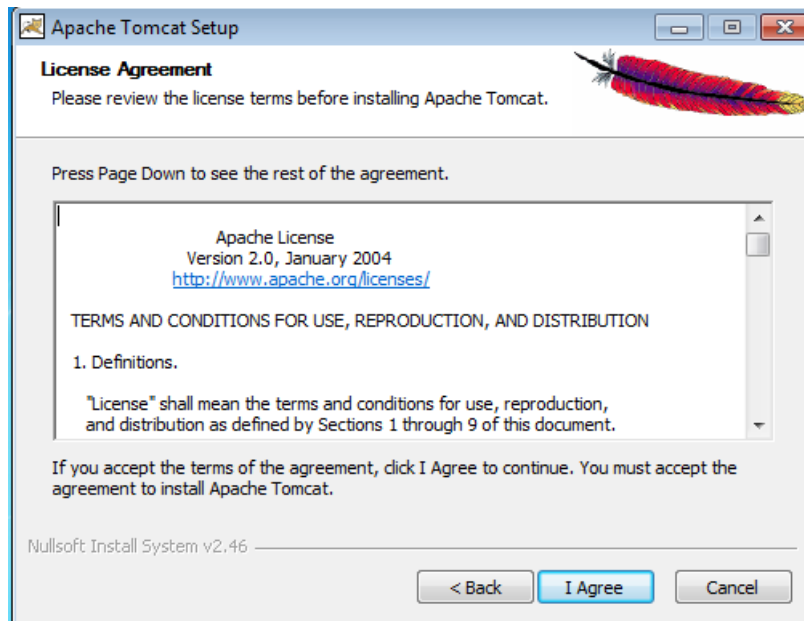 Apache Tomcat Setup
License Agreement
Please review the license terms before installing Apache Tomcat.
Press Page Down to see the rest of the agreement.
Apache License
Version 2.0, January 2004
http://www.apache.org/licenses/
TERMS AND CONDITIONS FOR USE, REPRODUCTION, AND DISTRIBUTION
1. Definitions.
"License" shall mean the terms and conditions for use, reproduction,
and distribution as defined by Sections 1 through 9 of this document.
If you accept the terms of the agreement, click I Agree to continue. You must accept the
agreement to install Apache Tomcat.
Nullsoft Install System v2.46
< Back I Agree Cancel